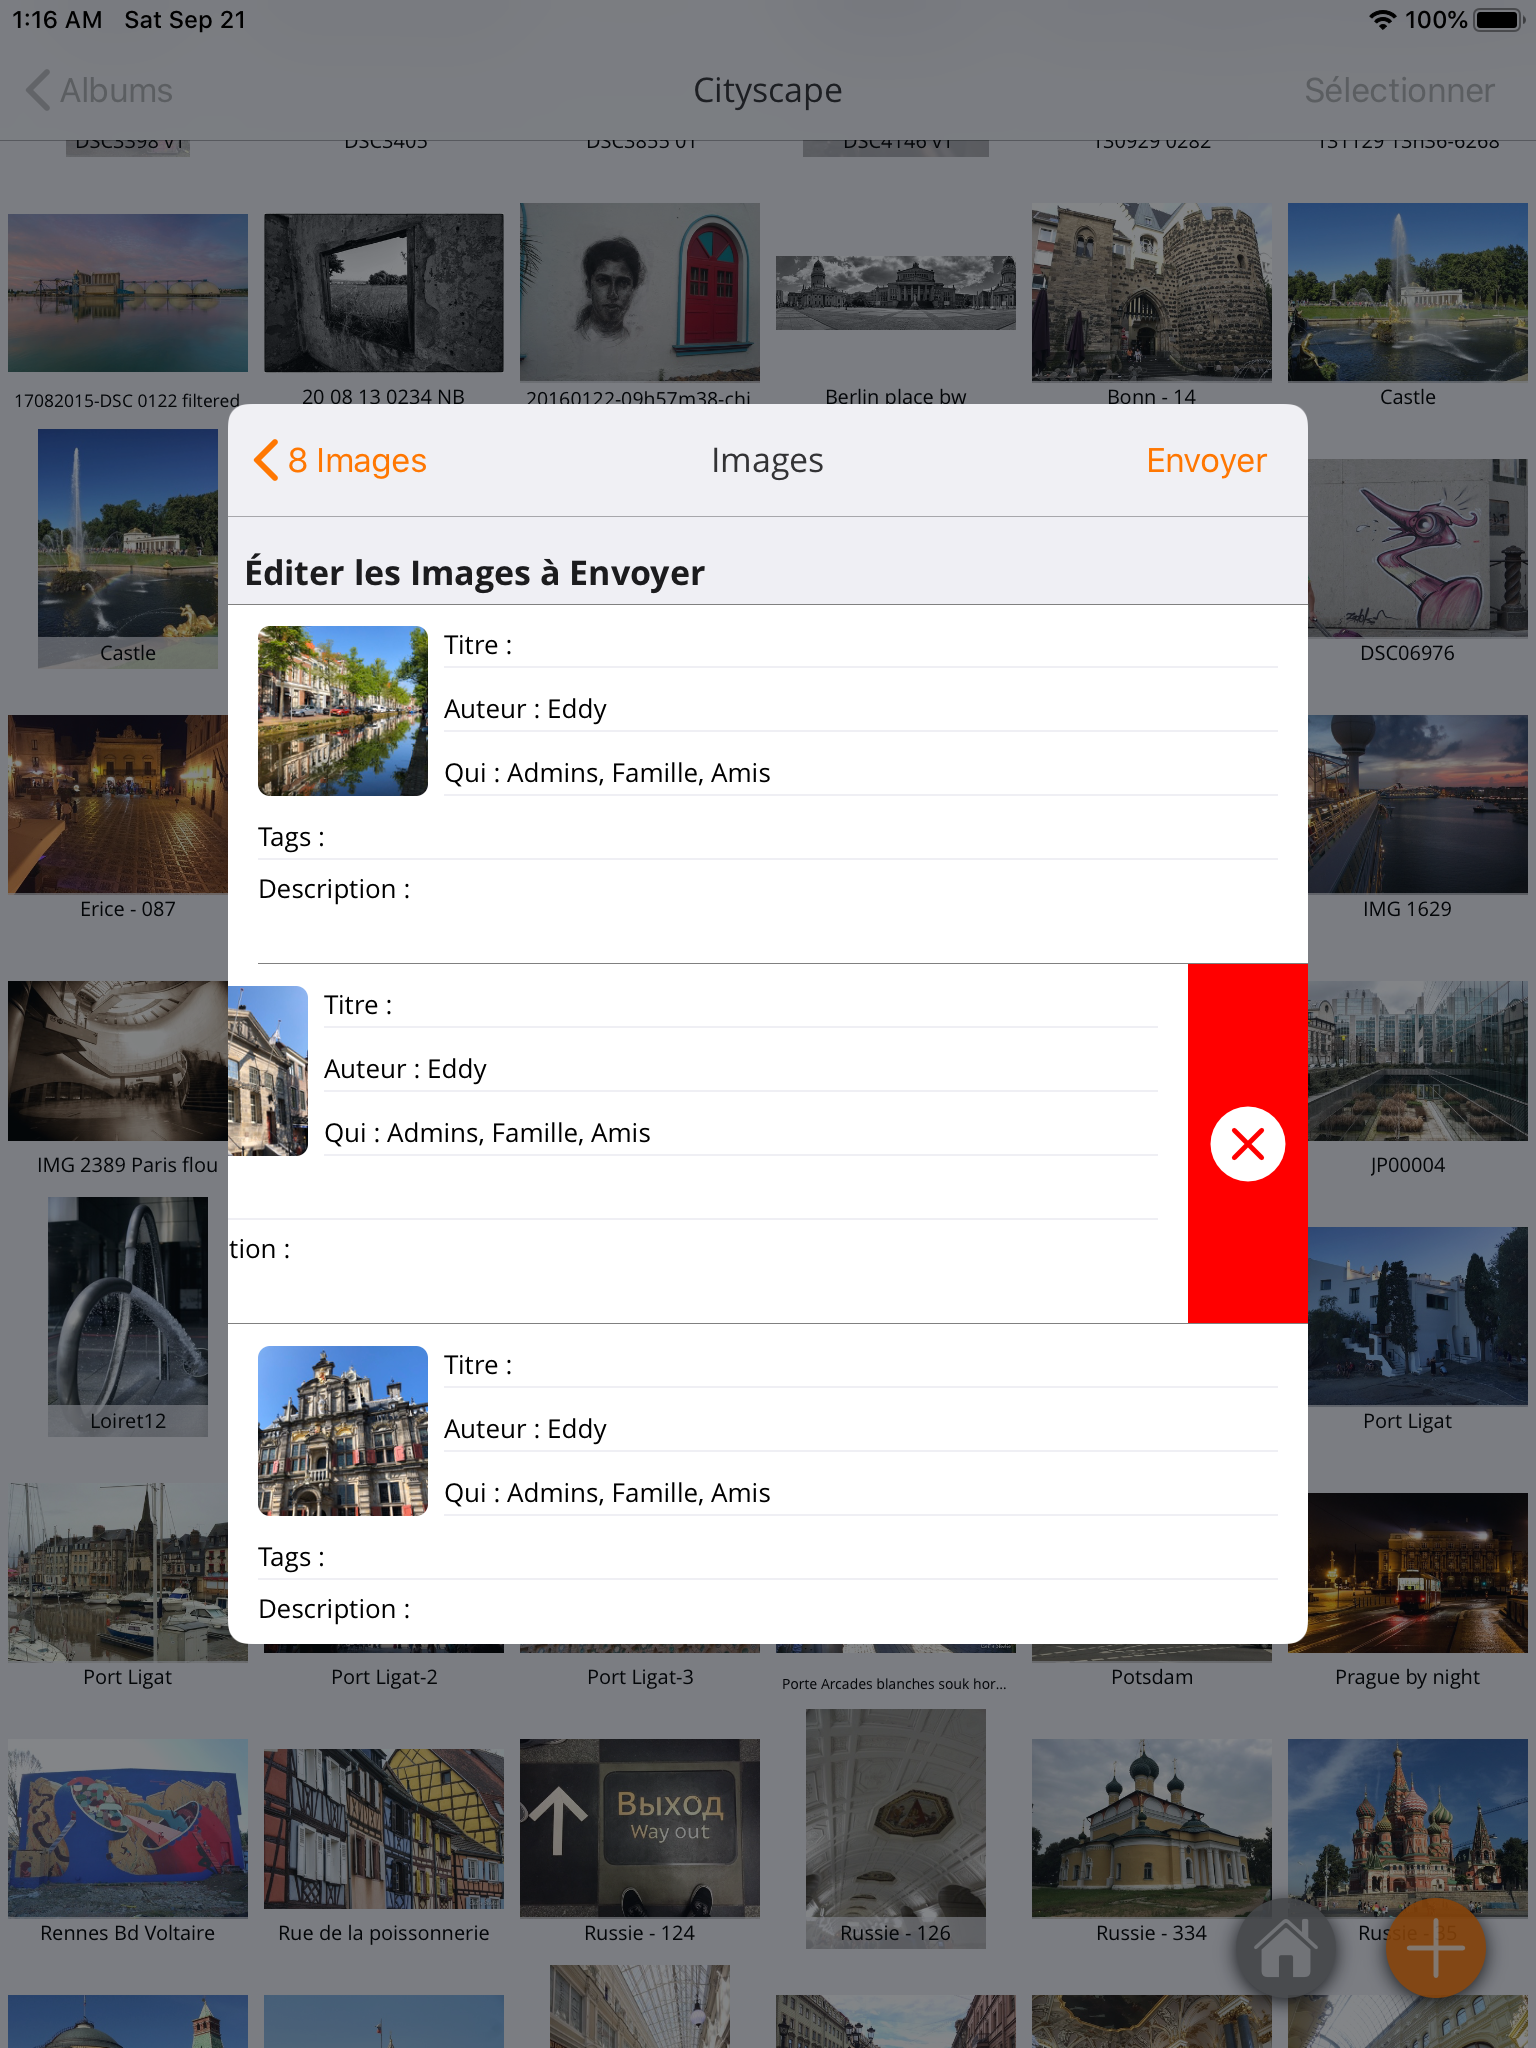 1:16 AM Sat Sep 21
100%
Albums
Cityscape
Sélectionner
DSC3398 v1
DSC3405
DSC3855 01
DSC4146 v1
130929 0282
131129 13h36-6268
17082015-DSC 0122 filtered
20 08 13 0234 NB
20160122-09h57m38-chi
Berlin place bw
Bonn - 14
Castle
8 Images
Images
Envoyer
Éditer les Images à Envoyer
Castle
DSC06976
Titre :
Auteur : Eddy
Qui : Admins, Famille, Amis
Tags :
Description :
Erice - 087
IMG 1629
Titre :
Auteur : Eddy
Qui : Admins, Famille, Amis
tion :
IMG 2389 Paris flou
JP00004
Titre :
Auteur : Eddy
Qui : Admins, Famille, Amis
Tags :
Description :
Loiret12
Port Ligat
Port Ligat
Port Ligat-2
Port Ligat-3
Porte Arcades blanches souk hor...
Potsdam
Prague by night
Выход
Way out
Rennes Bd Voltaire
Rue de la poissonnerie
Russie - 124
Russie - 126
Russie - 334
Russie - 35